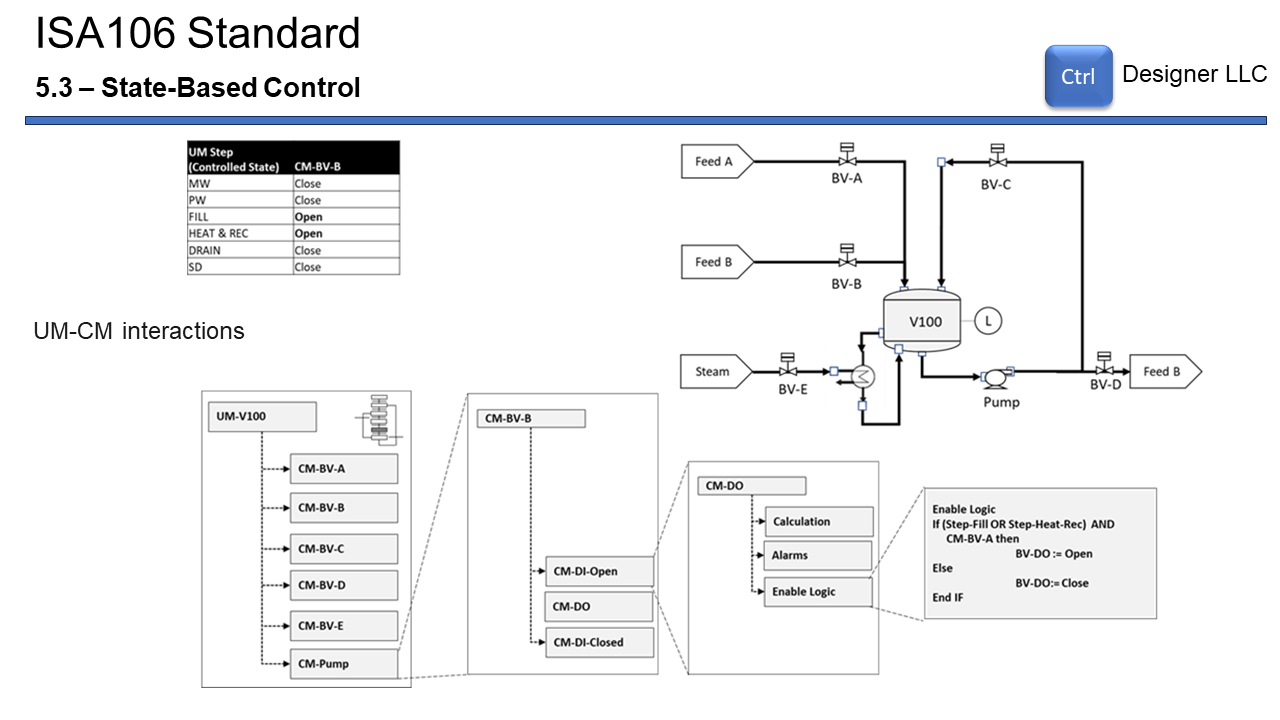 ISA106 Standard
5.3 – State-Based Control
Ctrl
Designer LLC
UM Step
(Controlled State) CM-BV-B
MW Close
PW Close
FILL Open
HEAT & REC Open
DRAIN Close
SD Close
Feed A
BV-A
BV-C
Feed B
BV-B
V100
L
Steam
BV-E
Pump
BV-D
Feed B
UM-CM interactions
UM-V100
CM-BV-A
CM-BV-B
CM-BV-C
CM-BV-D
CM-BV-E
CM-Pump
CM-BV-B
CM-DI-Open
CM-DO
CM-DI-Closed
CM-DO
Calculation
Alarms
Enable Logic
Enable Logic
If (Step-Fill OR Step-Heat-Rec) AND
CM-BV-A then
BV-DO := Open
Else
BV-DO:= Close
End IF